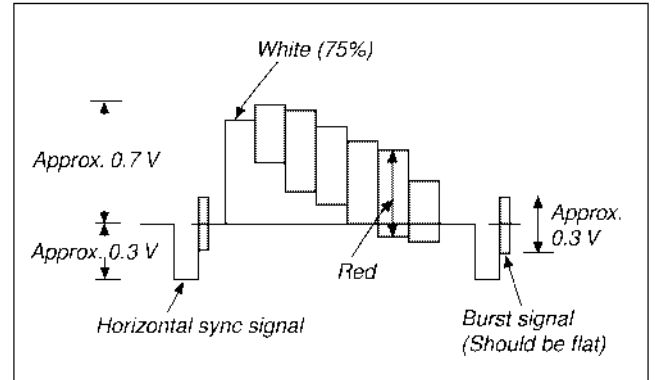 White (75%)
Approx. 0.7 V
Approx. 0.3 V
Approx.
0.3 V
Red
Horizontal sync signal
Burst signal
(Should be flat)